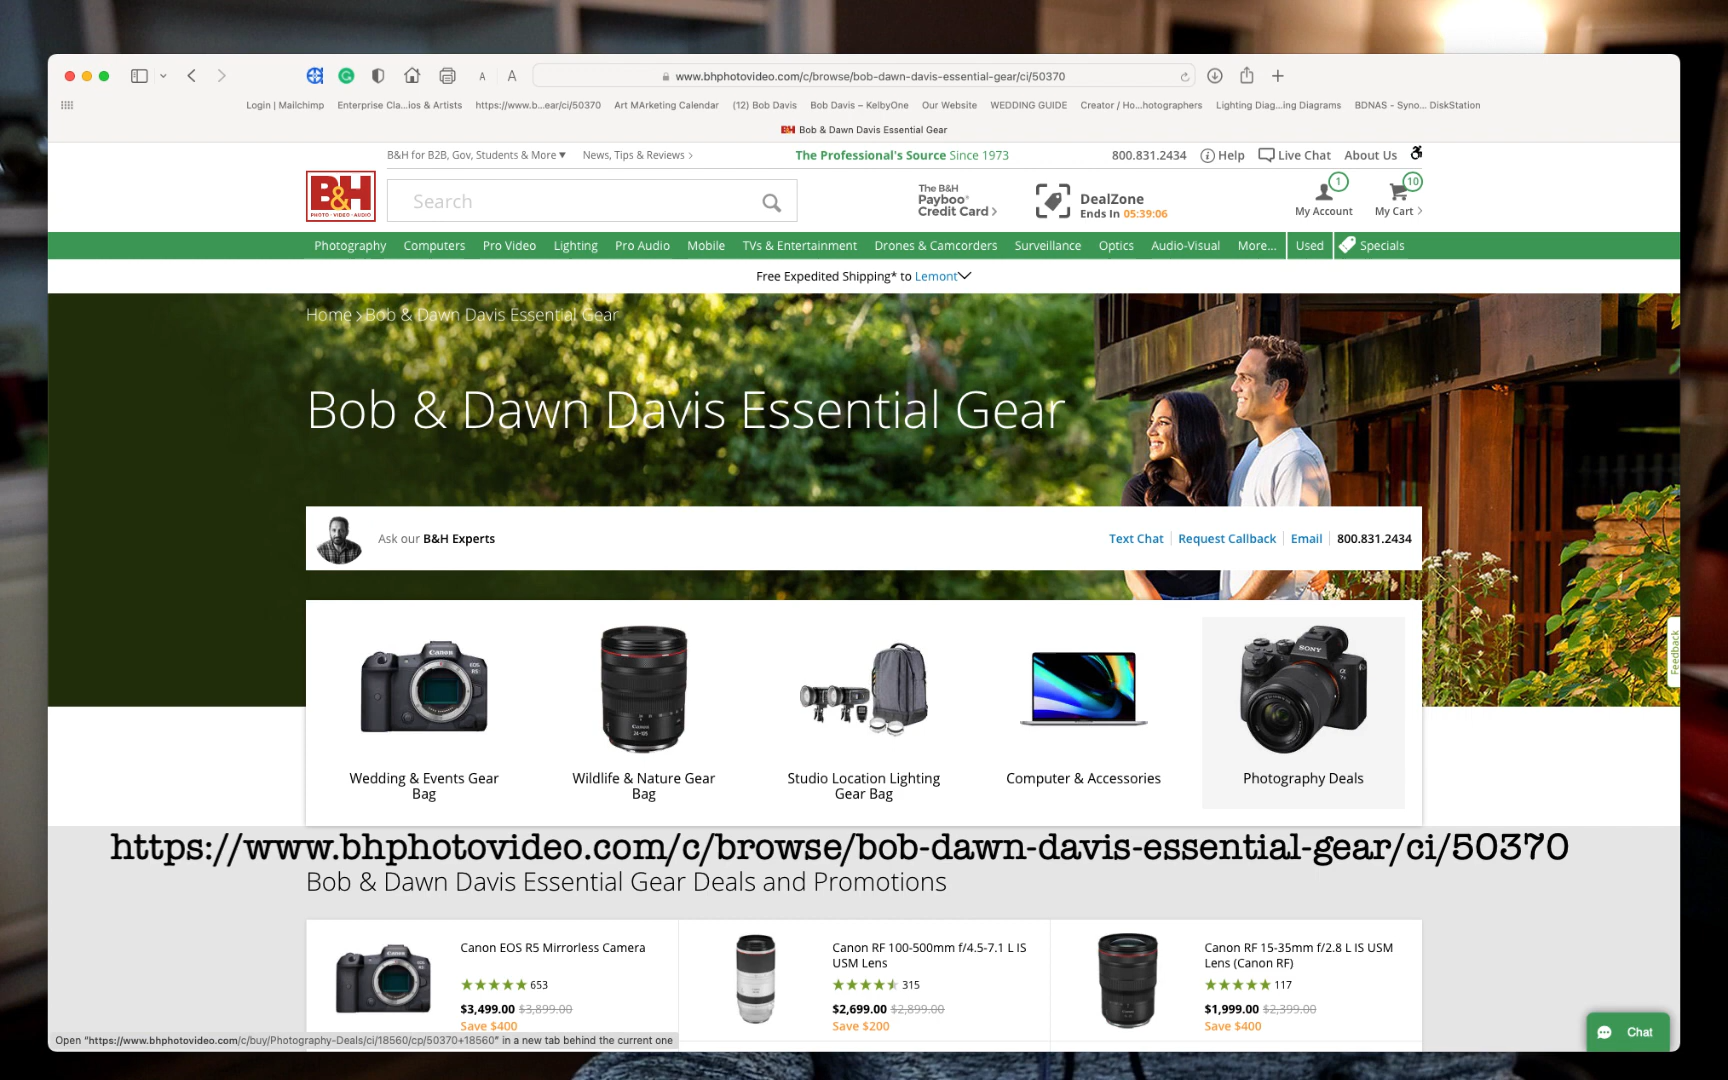 www.bhphotovideo.com/c/browse/bob-dawn-davis-essential-gear/ci/50370
Login | Mailchimp
Enterprise Cla...ios & Artists
https://www.b...ear/ci/50370
Art MArketing Calendar
(12) Bob Davis
Bob Davis – KelbyOne
Our Website
WEDDING GUIDE
Creator / Ho...hotographers
Lighting Diag...ing Diagrams
BDNAS - Syno... DiskStation
B&H Bob & Dawn Davis Essential Gear
B&H for B2B, Gov, Students & More
News, Tips & Reviews >
The Professional's Source Since 1973
800.831.2434
Help
Live Chat
About Us
B&H
PHOTO · VIDEO · AUDIO
Search
The B&H
Payboo®
Credit Card >
DealZone
Ends In 05:39:06
1
My Account
10
My Cart >
Photography
Computers
Pro Video
Lighting
Pro Audio
Mobile
TVs & Entertainment
Drones & Camcorders
Surveillance
Optics
Audio-Visual
More...
Used
Specials
Free Expedited Shipping* to Lemont
Home > Bob & Dawn Davis Essential Gear
Bob & Dawn Davis Essential Gear
Ask our B&H Experts
Text Chat
Request Callback
Email
800.831.2434
Feedback
Canon
EOS
R5
Canon
24-105
SONY
Wedding & Events Gear
Bag
Wildlife & Nature Gear
Bag
Studio Location Lighting
Gear Bag
Computer & Accessories
Photography Deals
https://www.bhphotovideo.com/c/browse/bob-dawn-davis-essential-gear/ci/50370
Bob & Dawn Davis Essential Gear Deals and Promotions
Canon EOS R5 Mirrorless Camera
653
$3,499.00 $3,899.00
Save $400
Canon RF 100-500mm f/4.5-7.1 L IS
USM Lens
315
$2,699.00 $2,899.00
Save $200
Canon RF 15-35mm f/2.8 L IS USM
Lens (Canon RF)
117
$1,999.00 $2,399.00
Save $400
Chat
Open "https://www.bhphotovideo.com/c/buy/Photography-Deals/ci/18560/cp/50370+18560" in a new tab behind the current one